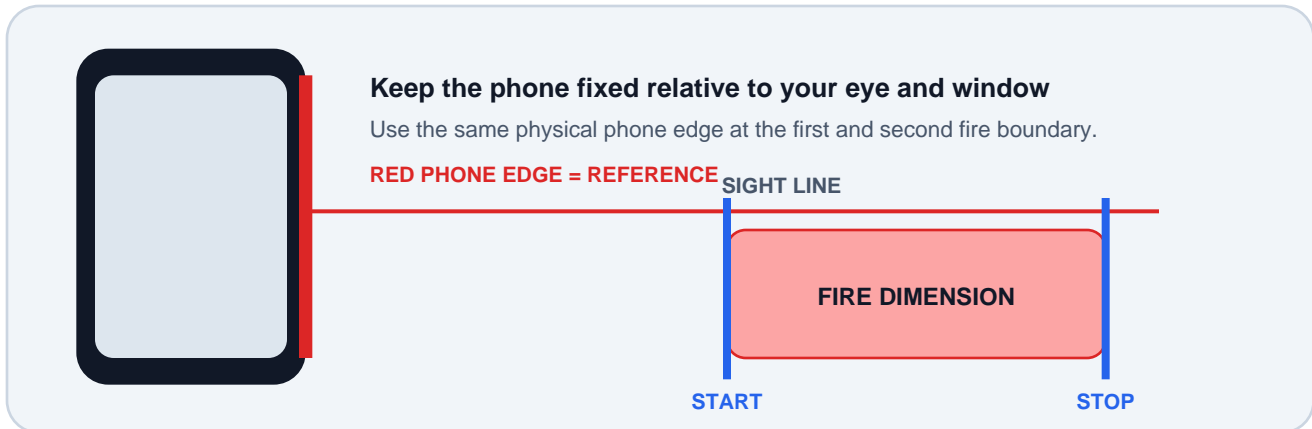 Keep the phone fixed relative to your eye and window
Use the same physical phone edge at the first and second fire boundary.
RED PHONE EDGE = REFERENCE
SIGHT LINE
FIRE DIMENSION
START
STOP